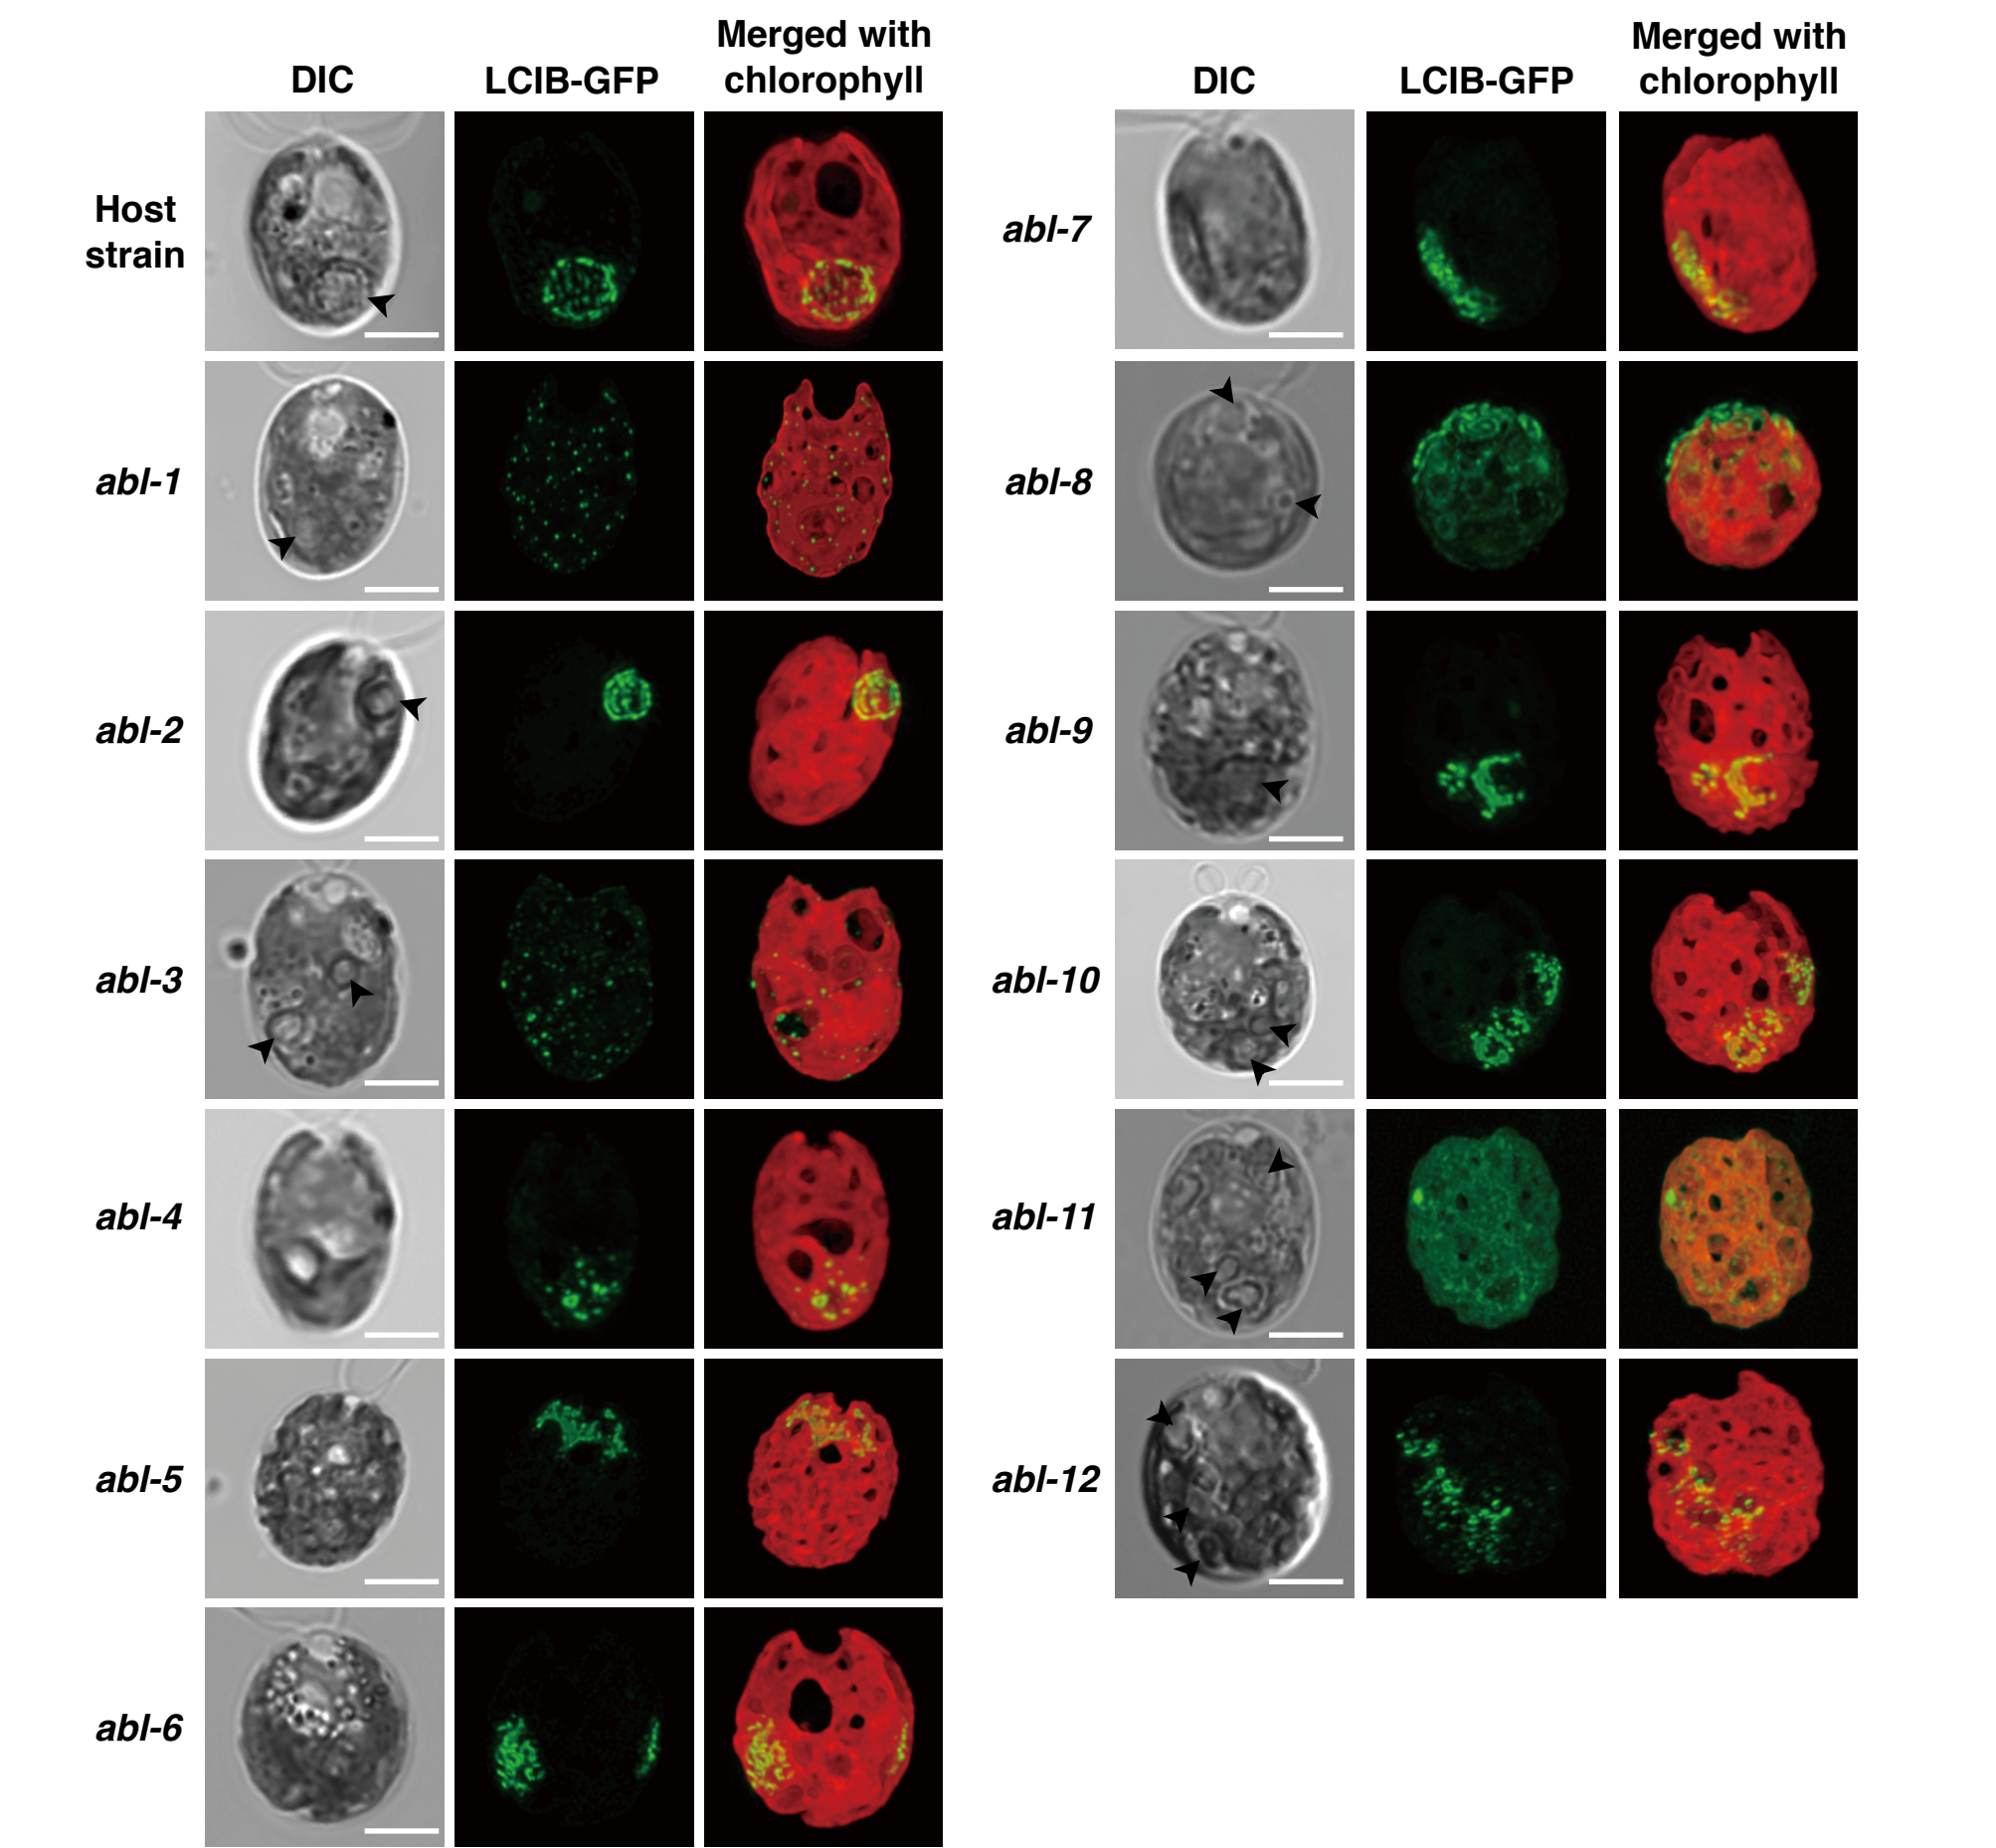 DIC
LCIB-GFP
Merged with
chlorophyll
DIC
LCIB-GFP
Merged with
chlorophyll
Host
strain
abl-1
abl-2
abl-3
abl-4
abl-5
abl-6
abl-7
abl-8
abl-9
abl-10
abl-11
abl-12